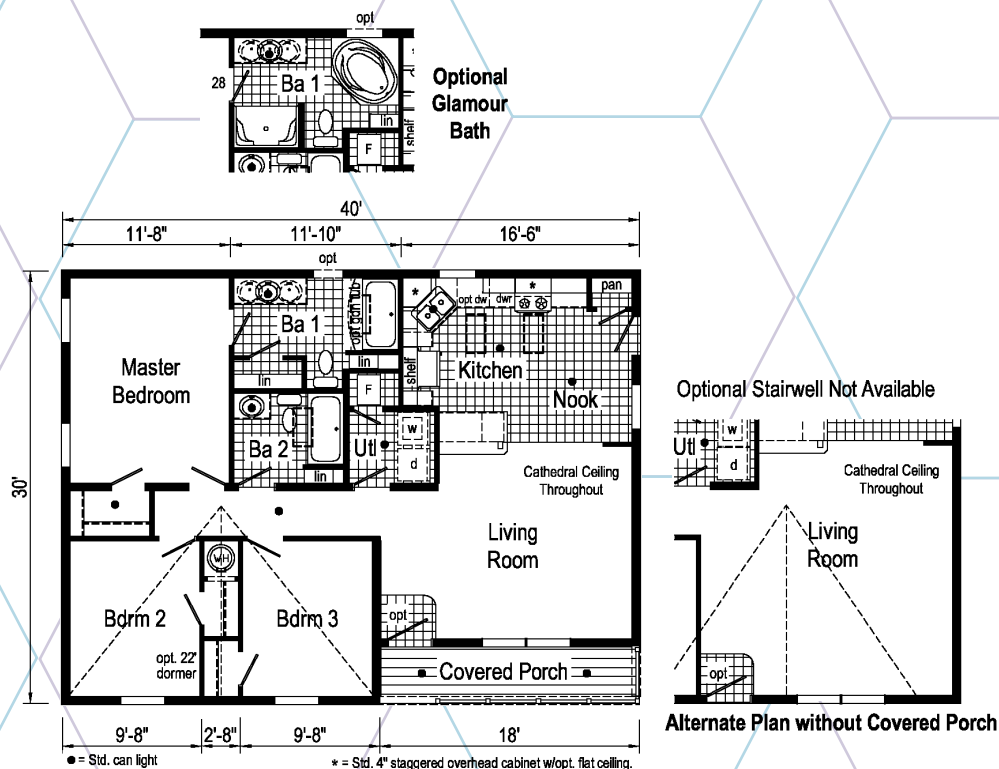 opt
28
Ba 1
lin
shelf
F
Optional
Glamour
Bath
40'
11'-8"
11'-10"
16'-6"
opt
30'
Master
Bedroom
Ba 1
opt gdn tub
lin
lin
F
Ba 2
lin
Utl
w
d
*
opt dw
dwr
*
pan
shelf
Kitchen
Nook
Cathedral Ceiling
Throughout
Living
Room
WH
Bdrm 2
Bdrm 3
opt. 22'
dormer
opt
Covered Porch
9'-8"
2'-8"
9'-8"
18'
● = Std. can light
* = Std. 4" staggered overhead cabinet w/opt. flat ceiling.
Optional Stairwell Not Available
Utl
w
d
Cathedral Ceiling
Throughout
Living
Room
opt
Alternate Plan without Covered Porch